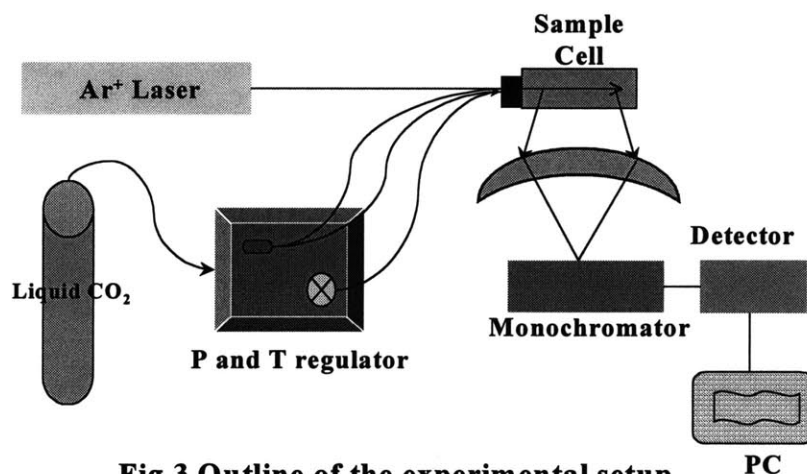 Sample
Cell
Ar⁺ Laser
Detector
Liquid CO₂
Monochromator
P and T regulator
PC
Fig.3 Outline of the experimental setup